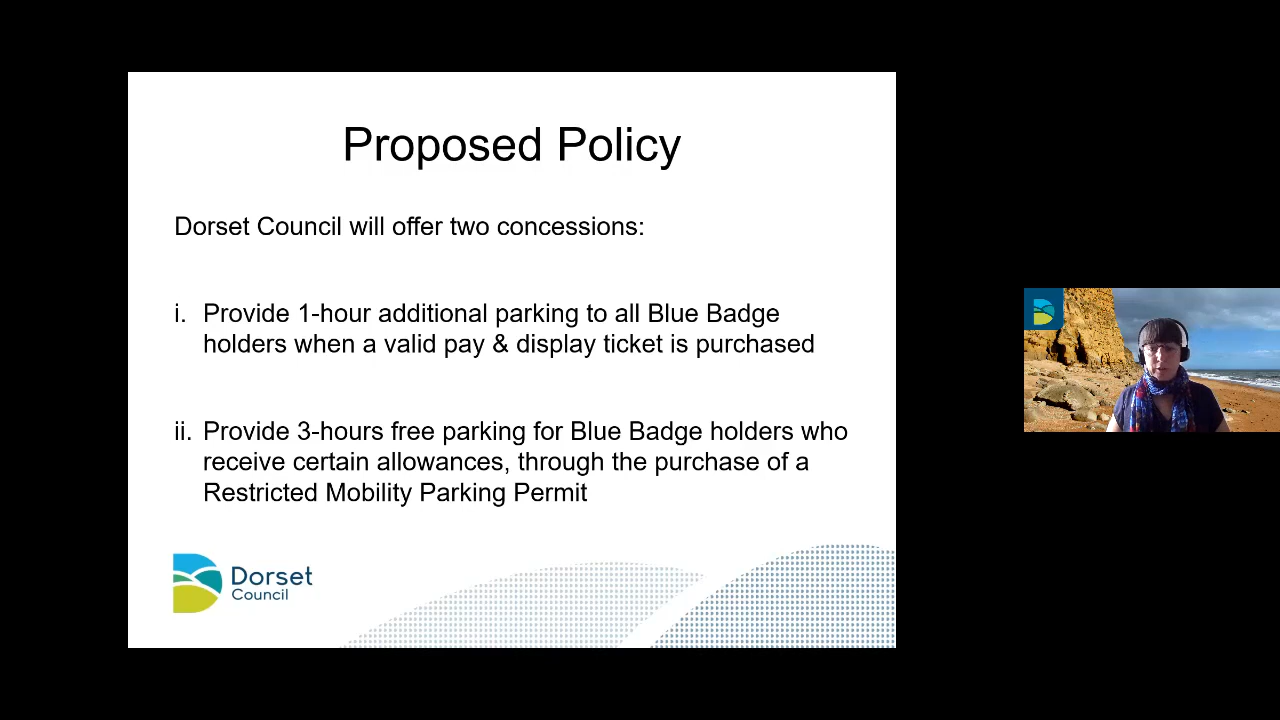 Proposed Policy
Dorset Council will offer two concessions:
i. Provide 1-hour additional parking to all Blue Badge
holders when a valid pay & display ticket is purchased
ii. Provide 3-hours free parking for Blue Badge holders who
receive certain allowances, through the purchase of a
Restricted Mobility Parking Permit
Dorset
Council